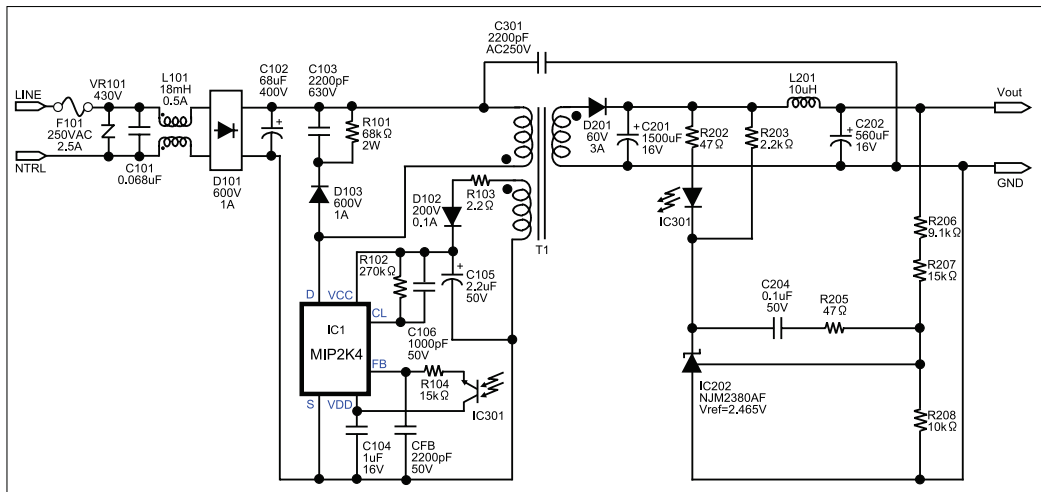 C301
2200pF
AC250V
LINE
VR101
430V
L101
18mH
0.5A
C102
68uF
400V
C103
2200pF
630V
L201
10uH
Vout
F101
250VAC
2.5A
R101
68kΩ
2W
D201
60V
3A
C201
1500uF
16V
R202
47Ω
R203
2.2kΩ
C202
560uF
16V
NTRL
C101
0.068uF
D101
600V
1A
D103
600V
1A
D102
200V
0.1A
R103
2.2Ω
T1
IC301
GND
R206
9.1kΩ
R207
15kΩ
R102
270kΩ
C105
2.2uF
50V
C204
0.1uF
50V
R205
47Ω
D
VCC
CL
IC1
MIP2K4
C106
1000pF
50V
FB
R104
15kΩ
IC301
IC202
NJM2380AF
Vref=2.465V
S
VDD
R208
10kΩ
C104
1uF
16V
CFB
2200pF
50V
+
+
+
+